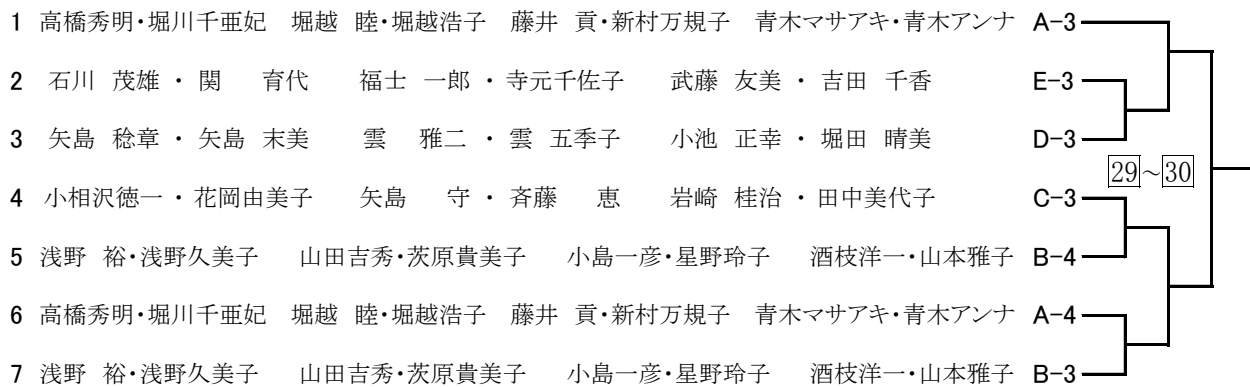 1 高橋秀明・堀川千亜妃 堀越 睦・堀越浩子 藤井 貢・新村万規子 青木マサアキ・青木アンナ A-3
2 石川 茂雄 ・ 関 育代 福士 一郎 ・ 寺元千佐子 武藤 友美 ・ 吉田 千香 E-3
3 矢島 稔章 ・ 矢島 末美 雲 雅二 ・ 雲 五季子 小池 正幸 ・ 堀田 晴美 D-3
29~30
4 小相沢徳一 ・ 花岡由美子 矢島 守 ・ 斉藤 恵 岩崎 桂治 ・ 田中美代子 C-3
5 浅野 裕・浅野久美子 山田吉秀・茨原貴美子 小島一彦・星野玲子 酒枝洋一・山本雅子 B-4
6 高橋秀明・堀川千亜妃 堀越 睦・堀越浩子 藤井 貢・新村万規子 青木マサアキ・青木アンナ A-4
7 浅野 裕・浅野久美子 山田吉秀・茨原貴美子 小島一彦・星野玲子 酒枝洋一・山本雅子 B-3